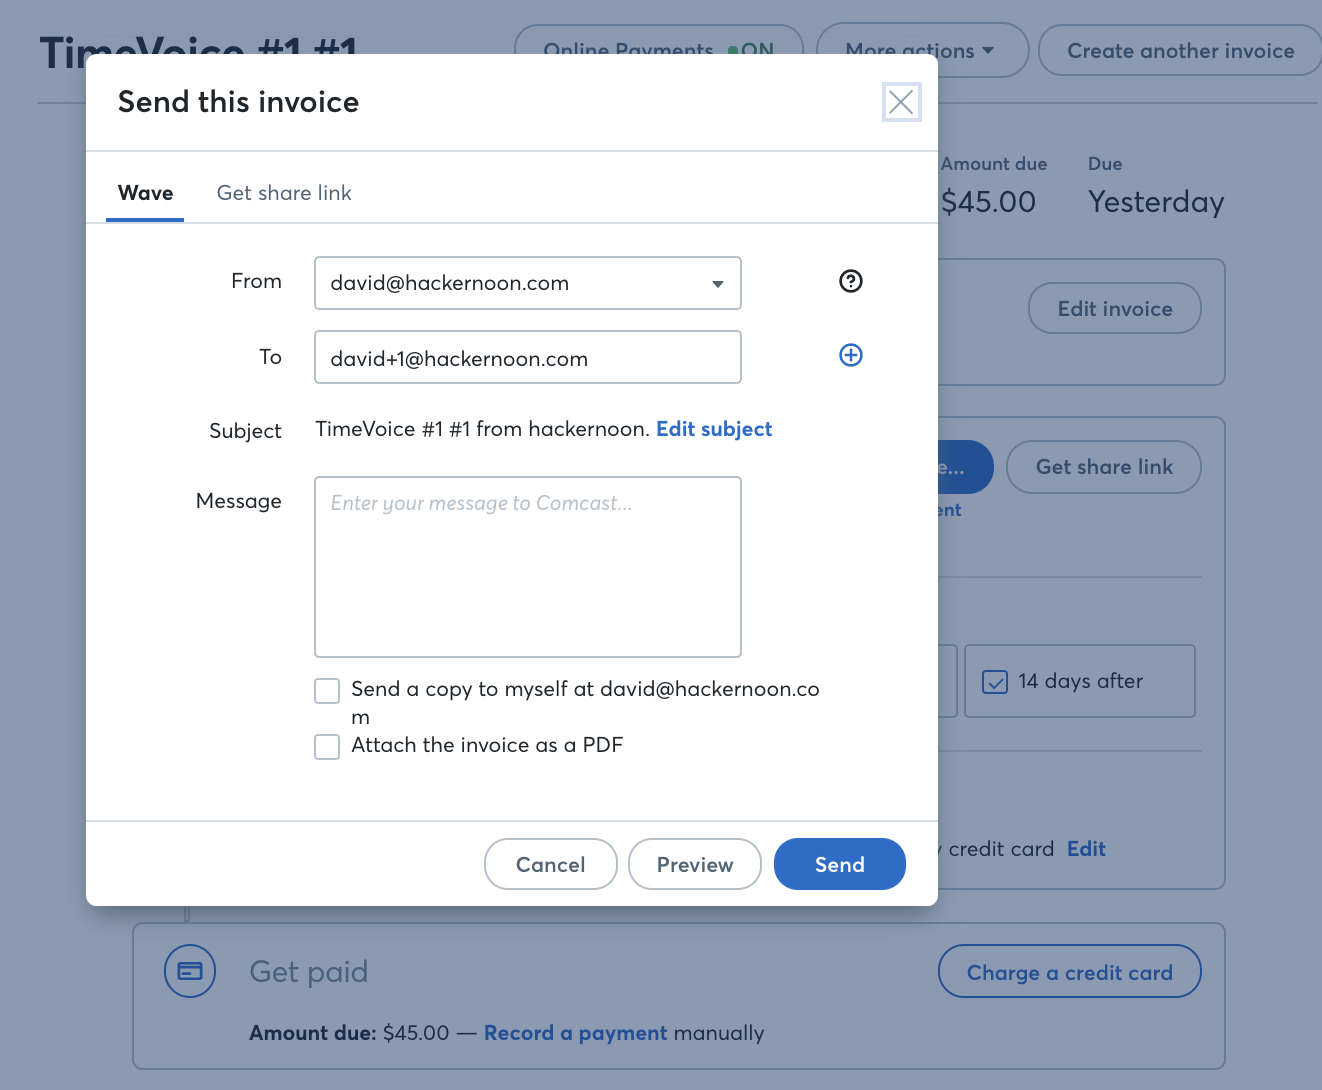 TimeVoice #1 #1
Online Payments ON
More actions
Create another invoice
Send this invoice
Amount due
Due
$45.00
Yesterday
Wave
Get share link
From
david@hackernoon.com
Edit invoice
To
david+1@hackernoon.com
Subject
TimeVoice #1 #1 from hackernoon. Edit subject
e...
Get share link
ent
Message
Enter your message to Comcast...
Send a copy to myself at david@hackernoon.co
m
14 days after
Attach the invoice as a PDF
credit card Edit
Cancel
Preview
Send
Get paid
Charge a credit card
Amount due: $45.00 — Record a payment manually